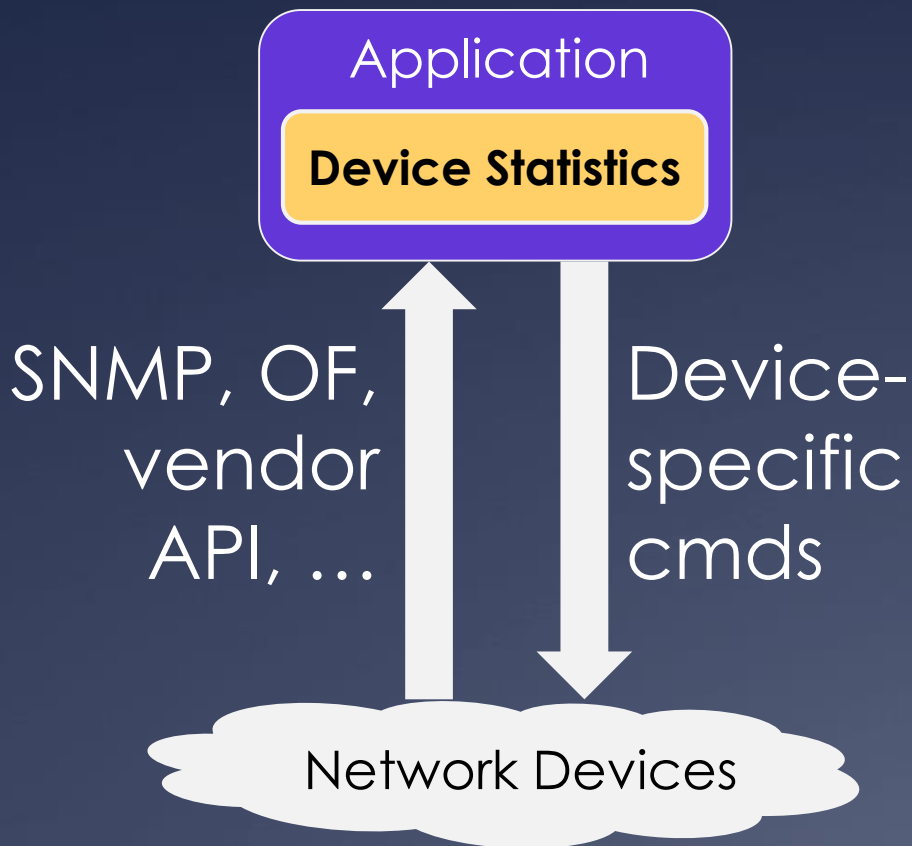 Application
Device Statistics
SNMP, OF,
vendor
API, …
Device-
specific
cmds
Network Devices